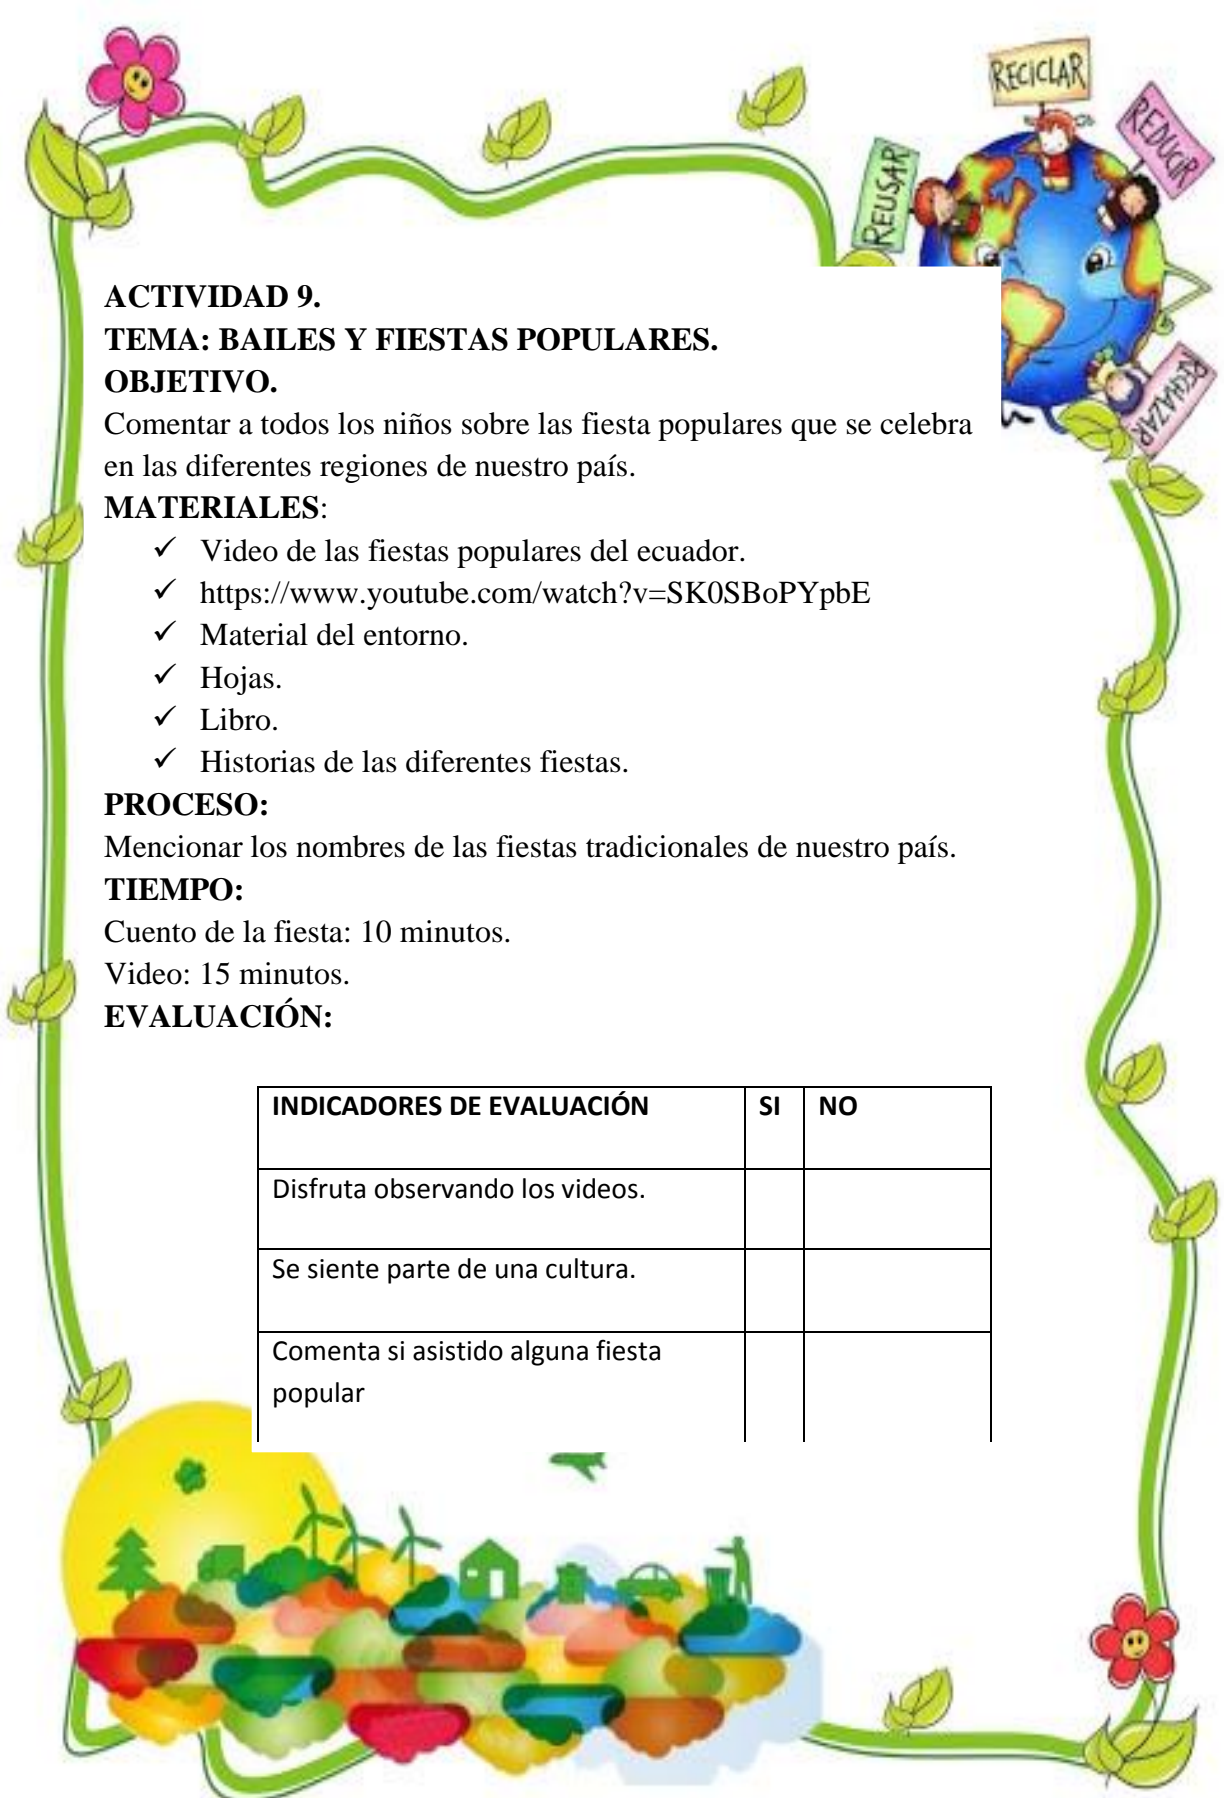 RECICLAR
REDUCIR
REUSAR
RECHAZAR
ACTIVIDAD 9.
TEMA: BAILES Y FIESTAS POPULARES.
OBJETIVO.
Comentar a todos los niños sobre las fiesta populares que se celebra
en las diferentes regiones de nuestro país.
MATERIALES:
✓ Video de las fiestas populares del ecuador.
✓ https://www.youtube.com/watch?v=SK0SBoPYpbE
✓ Material del entorno.
✓ Hojas.
✓ Libro.
✓ Historias de las diferentes fiestas.
PROCESO:
Mencionar los nombres de las fiestas tradicionales de nuestro país.
TIEMPO:
Cuento de la fiesta: 10 minutos.
Video: 15 minutos.
EVALUACIÓN:
INDICADORES DE EVALUACIÓN SI NO
Disfruta observando los videos.
Se siente parte de una cultura.
Comenta si asistido alguna fiesta
popular